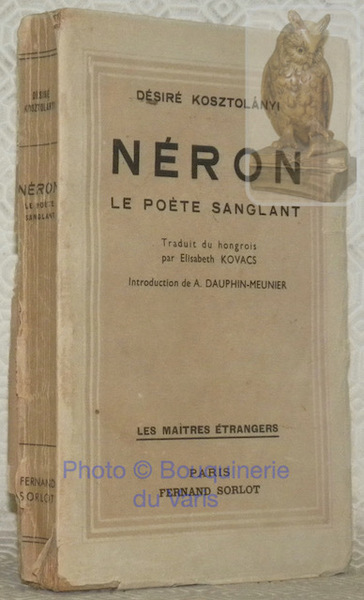 DÉSIRÉ
KOSZTOLÁNYI
NÉRON
LE POÈTE
SANGLANT
FERNAND
SORLOT
DÉSIRÉ KOSZTOLÁNYI
NÉRON
LE POÈTE SANGLANT
Traduit du hongrois
par Elisabeth KOVACS
Introduction de A. DAUPHIN-MEUNIER
LES MAITRES ÉTRANGERS
PARIS
FERNAND SORLOT
Photo © Bouquinerie
du Varis